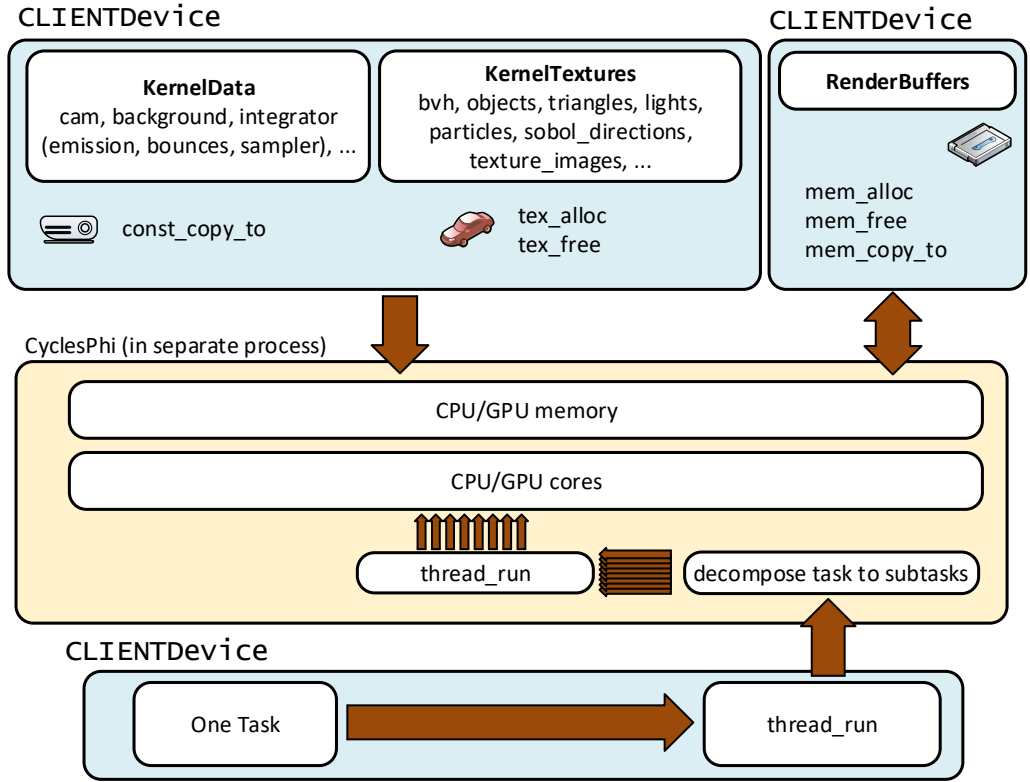 CLIENTDevice
KernelData
cam, background, integrator
(emission, bounces, sampler), ...
KernelTextures
bvh, objects, triangles, lights,
particles, sobol_directions,
texture_images, ...
const_copy_to
tex_alloc
tex_free
CLIENTDevice
RenderBuffers
mem_alloc
mem_free
mem_copy_to
CyclesPhi (in separate process)
CPU/GPU memory
CPU/GPU cores
thread_run
decompose task to subtasks
CLIENTDevice
One Task
thread_run